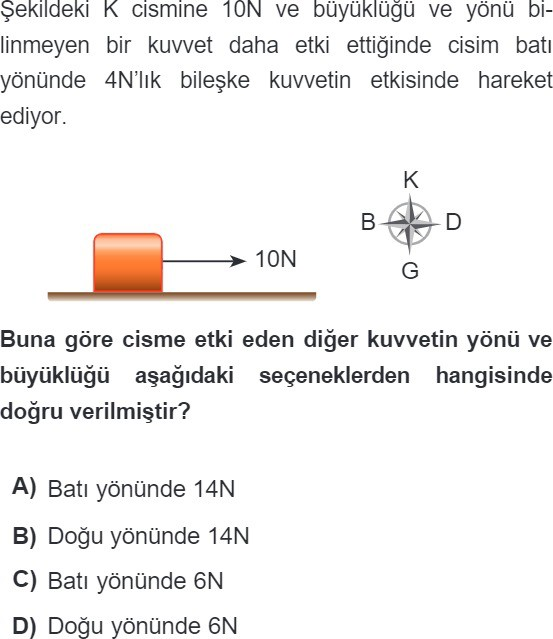 Şekildeki K cismine 10N ve büyüklüğü ve yönü bi-
linmeyen bir kuvvet daha etki ettiğinde cisim batı
yönünde 4N'lık bileşke kuvvetin etkisinde hareket
ediyor.
K
B D
10N
G
Buna göre cisme etki eden diğer kuvvetin yönü ve
büyüklüğü aşağıdaki seçeneklerden hangisinde
doğru verilmiştir?
A) Batı yönünde 14N
B) Doğu yönünde 14N
C) Batı yönünde 6N
D) Doğu yönünde 6N